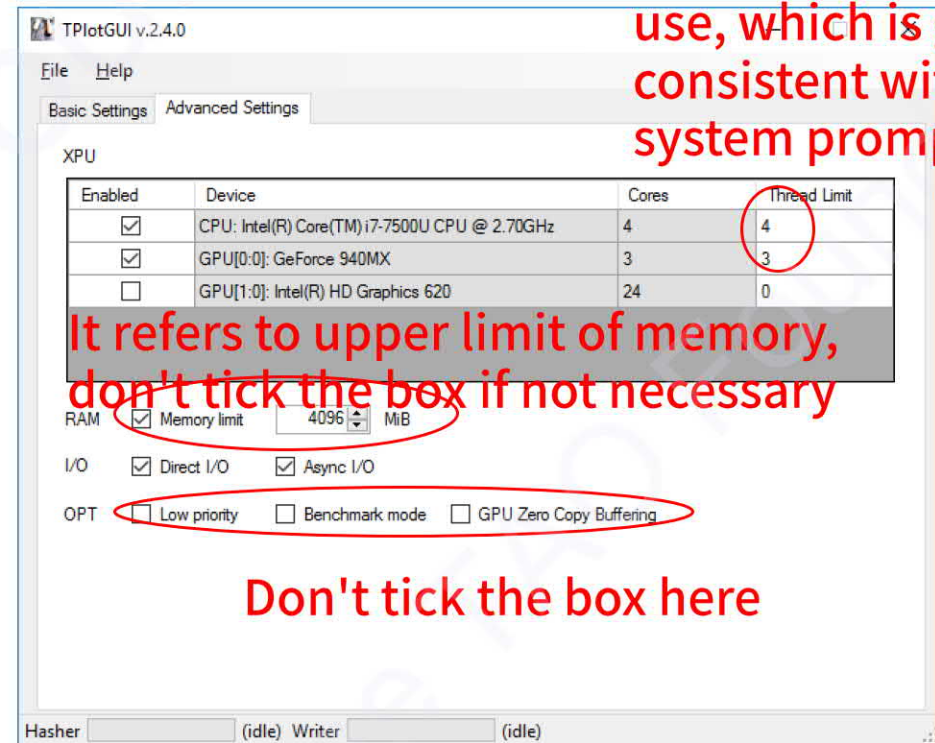 TPlotGUI v.2.4.0
use, which is
File Help
consistent wi
Basic Settings Advanced Settings
system promp
XPU
Enabled Device Cores Thread Limit
CPU: Intel(R) Core(TM) i7-7500U CPU @ 2.70GHz 4 4
GPU[0:0]: GeForce 940MX 3 3
GPU[1:0]: Intel(R) HD Graphics 620 24 0
It refers to upper limit of memory,
don't tick the box if not necessary
RAM Memory limit 4096 MiB
I/O Direct I/O Async I/O
OPT Low priority Benchmark mode GPU Zero Copy Buffering
Don't tick the box here
Hasher (idle) Writer (idle)